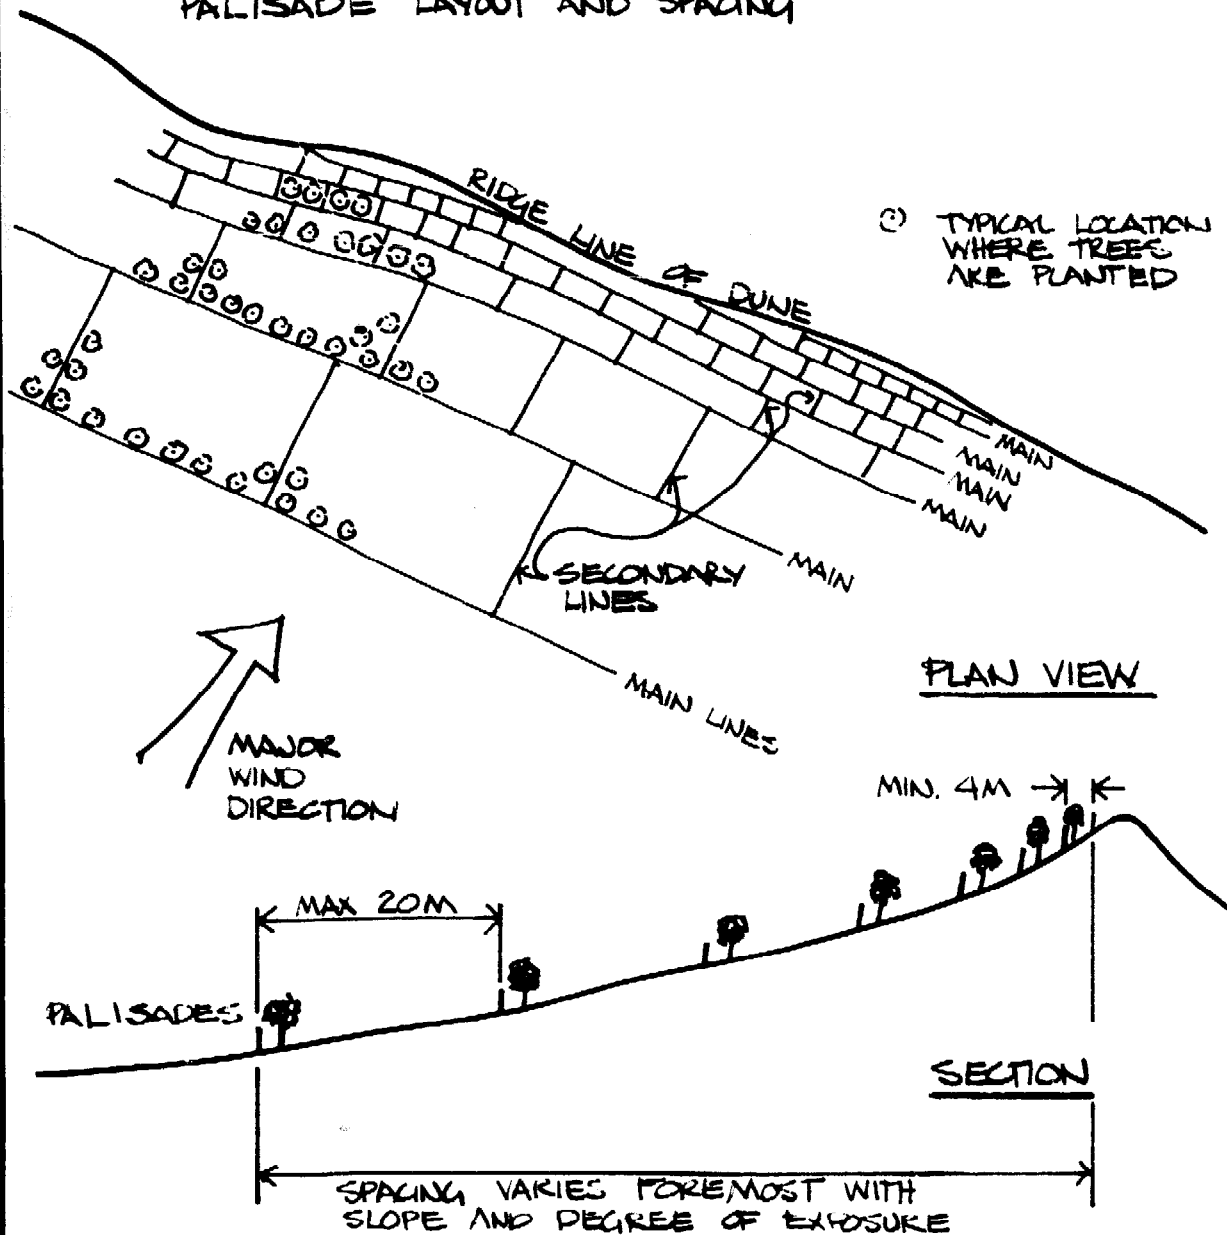 PALISADE LAYOUT AND SPACING
RIDGE LINE OF DUNE
TYPICAL LOCATION
WHERE TREES
ARE PLANTED
MAIN
MAIN
MAIN
MAIN
MAIN
SECONDARY
LINES
MAIN LINES
PLAN VIEW
MAJOR
WIND
DIRECTION
MIN. 4M
MAX 20M
PALISADES
SECTION
SPACING VARIES FOREMOST WITH
SLOPE AND DEGREE OF EXPOSURE